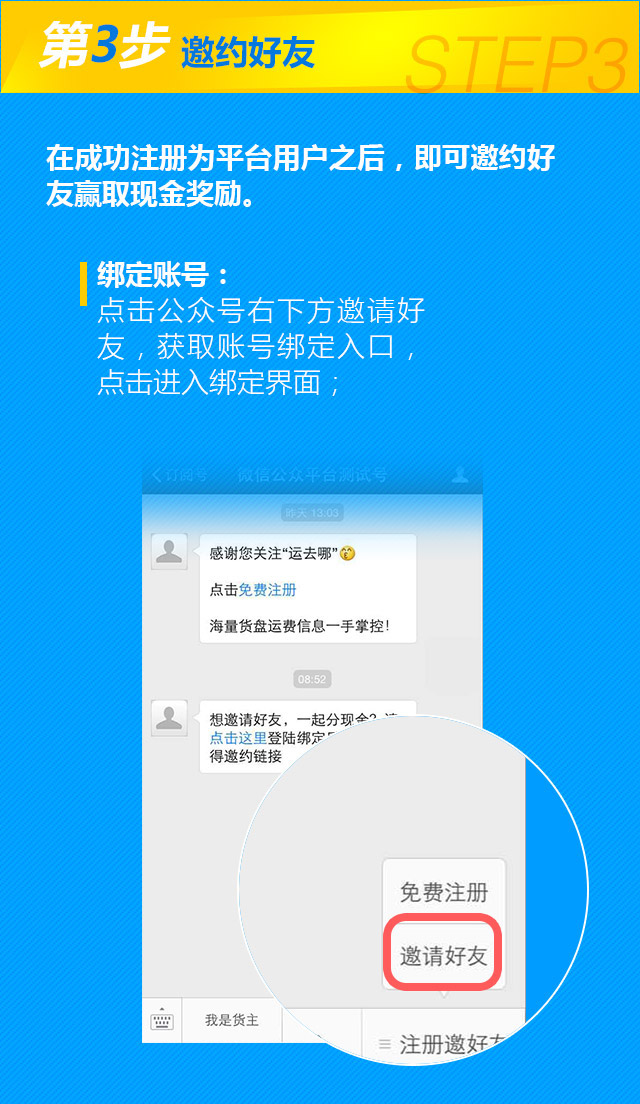 第3步 邀约好友
STEP3
在成功注册为平台用户之后，即可邀约好
友赢取现金奖励。
绑定账号：
点击公众号右下方邀请好
友，获取账号绑定入口，
点击进入绑定界面；
订阅号 微信公众平台测试号
昨天 13:03
感谢您关注“运去哪”
点击免费注册
海量货盘运费信息一手掌控！
08:52
想邀请好友，一起分现金？
点击这里登陆绑定
得邀约链接
免费注册
邀请好友
我是货主
注册邀好友